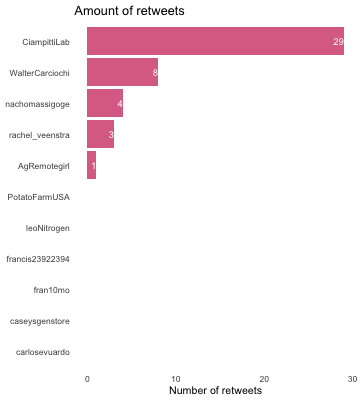 Amount of retweets
CiampittiLab 29
WalterCarciochi 8
nachomassigoge 4
rachel_veenstra 3
AgRemotegirl 1
PotatoFarmUSA
leoNitrogen
francis23922394
fran10mo
caseysgenstore
carlosevuardo
0 10 20 30
Number of retweets